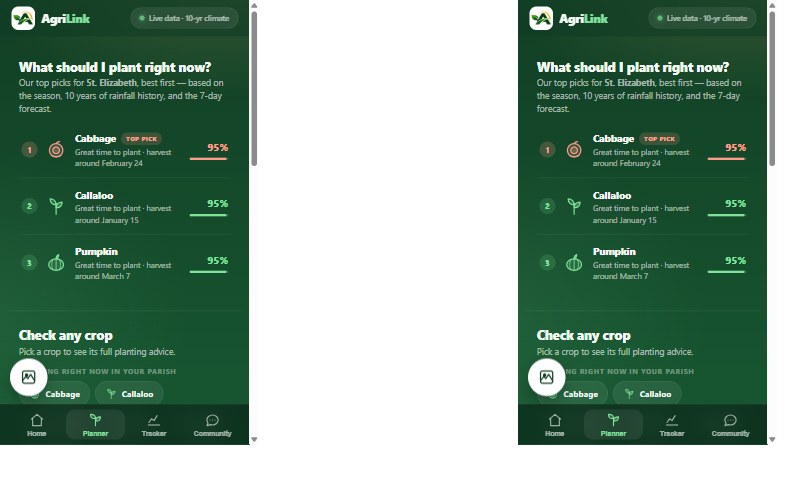 AgriLink
Live data · 10-yr climate
What should I plant right now?
Our top picks for St. Elizabeth, best first — based on
the season, 10 years of rainfall history, and the 7-day
forecast.
1
Cabbage TOP PICK
Great time to plant · harvest
around February 24
95%
2
Callaloo
Great time to plant · harvest
around January 15
95%
3
Pumpkin
Great time to plant · harvest
around March 7
95%
Check any crop
Pick a crop to see its full planting advice.
NG RIGHT NOW IN YOUR PARISH
Cabbage
Callaloo
Home
Planner
Tracker
Community
AgriLink
Live data · 10-yr climate
What should I plant right now?
Our top picks for St. Elizabeth, best first — based on
the season, 10 years of rainfall history, and the 7-day
forecast.
1
Cabbage TOP PICK
Great time to plant · harvest
around February 24
95%
2
Callaloo
Great time to plant · harvest
around January 15
95%
3
Pumpkin
Great time to plant · harvest
around March 7
95%
Check any crop
Pick a crop to see its full planting advice.
NG RIGHT NOW IN YOUR PARISH
Cabbage
Callaloo
Home
Planner
Tracker
Community